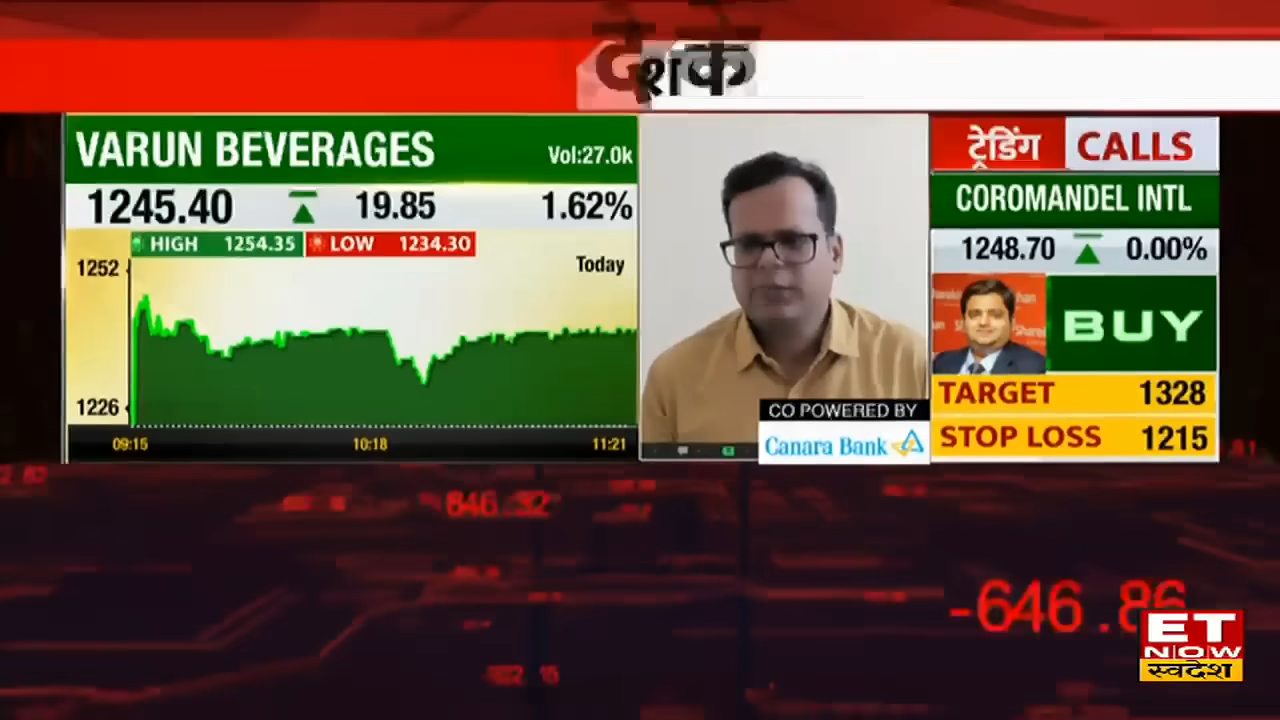 देश के
VARUN BEVERAGES
Vol:27.0k
1245.40 19.85 1.62%
HIGH 1254.35 LOW 1234.30
Today
1252
1226
09:15 10:18 11:21
CO POWERED BY
Canara Bank
ट्रेडिंग CALLS
COROMANDEL INTL
1248.70 0.00%
BUY
TARGET 1328
STOP LOSS 1215
846.32
-646.86
ET
NOW
स्वदेश